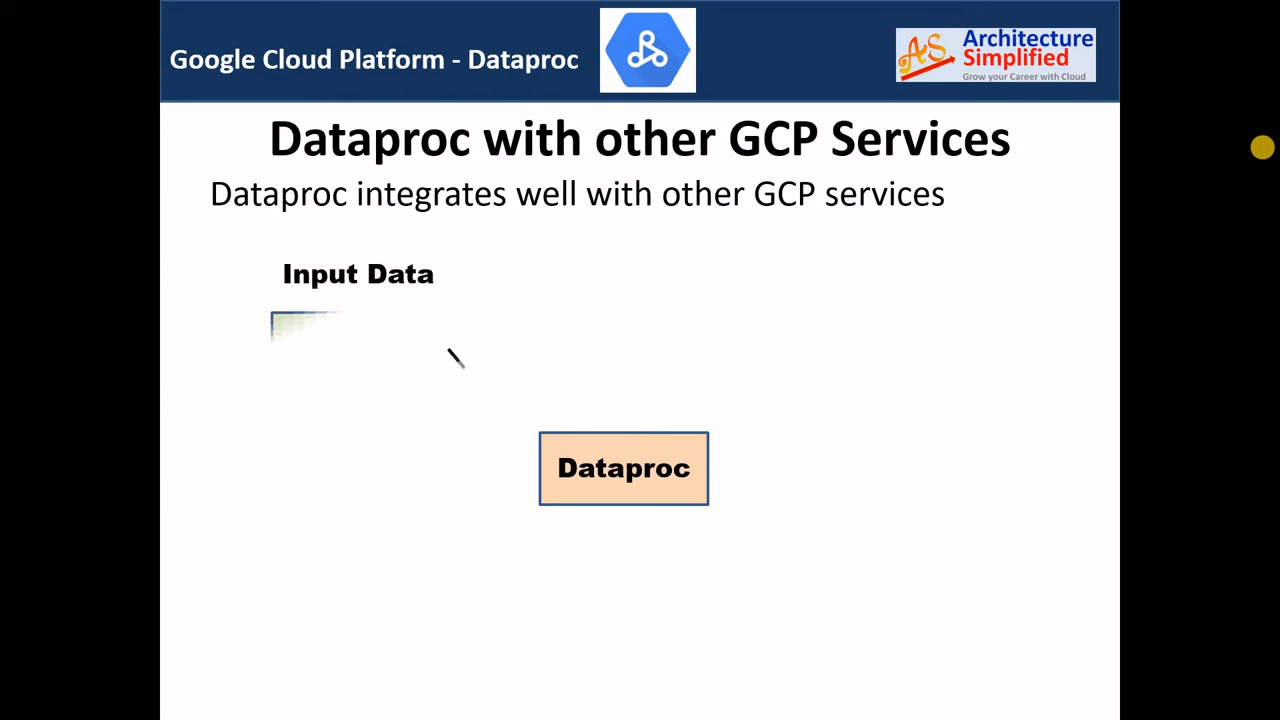 Google Cloud Platform - Dataproc
AS
Architecture
Simplified
Grow your Career with Cloud
Dataproc with other GCP Services
Dataproc integrates well with other GCP services
Input Data
Dataproc